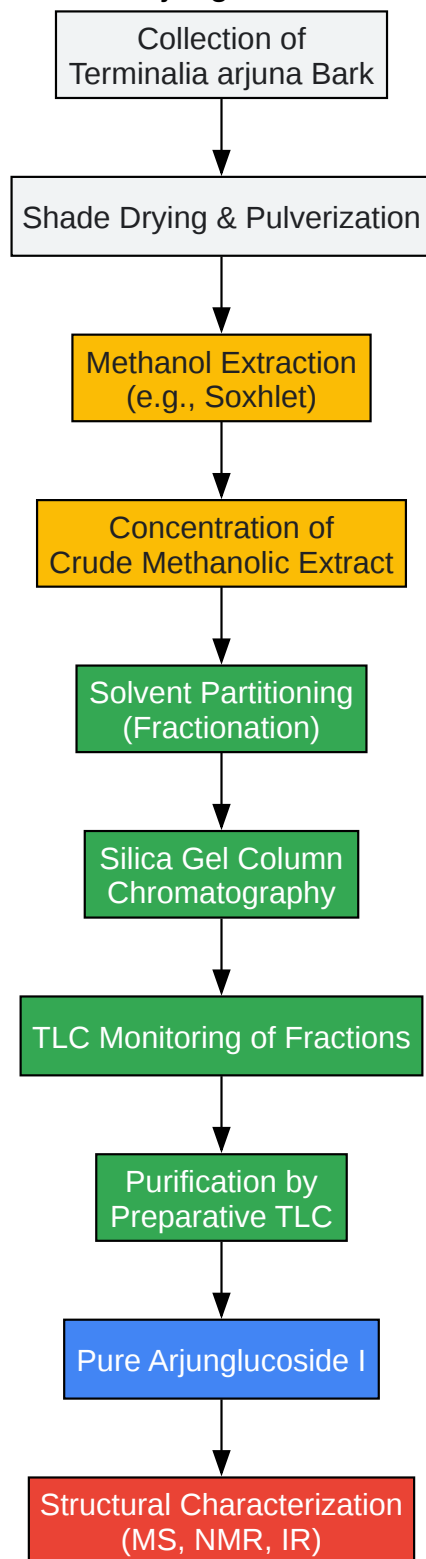 Collection of
Terminalia arjuna Bark
Shade Drying & Pulverization
Methanol Extraction
(e.g., Soxhlet)
Concentration of
Crude Methanolic Extract
Solvent Partitioning
(Fractionation)
Silica Gel Column
Chromatography
TLC Monitoring of Fractions
Purification by
Preparative TLC
Pure Arjunglucoside I
Structural Characterization
(MS, NMR, IR)